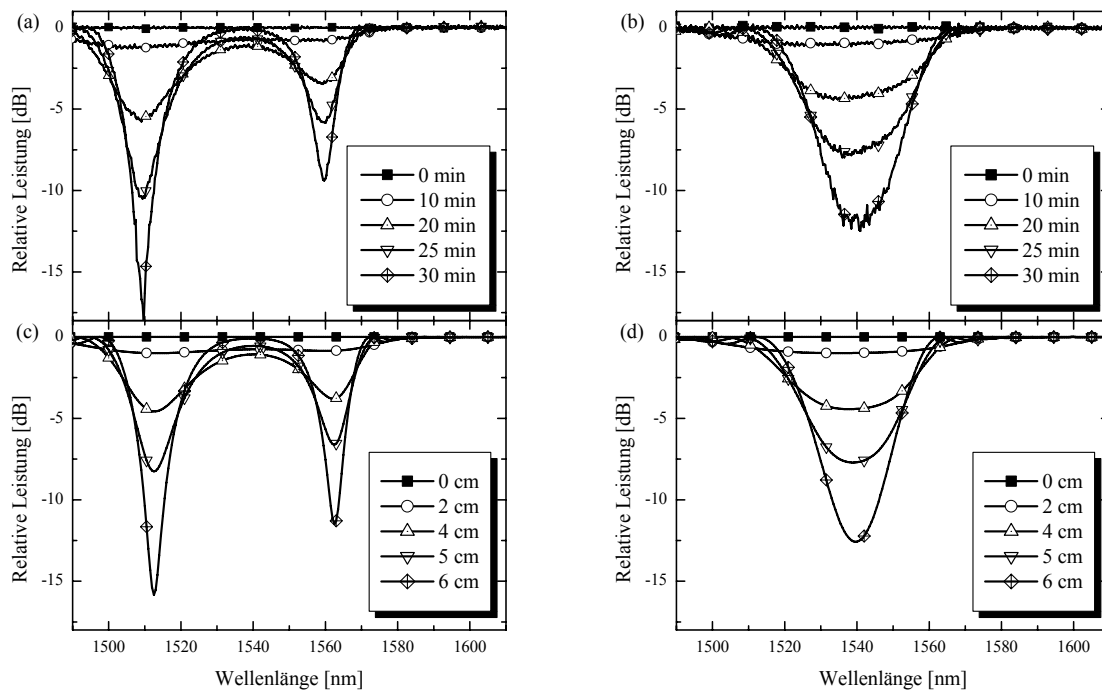 (a)
Relative Leistung [dB]
0
-5
-10
-15
0 min
10 min
20 min
25 min
30 min
(b)
Relative Leistung [dB]
0
-5
-10
-15
0 min
10 min
20 min
25 min
30 min
(c)
Relative Leistung [dB]
0
-5
-10
-15
0 cm
2 cm
4 cm
5 cm
6 cm
1500 1520 1540 1560 1580 1600
Wellenlänge [nm]
(d)
Relative Leistung [dB]
0
-5
-10
-15
0 cm
2 cm
4 cm
5 cm
6 cm
1500 1520 1540 1560 1580 1600
Wellenlänge [nm]